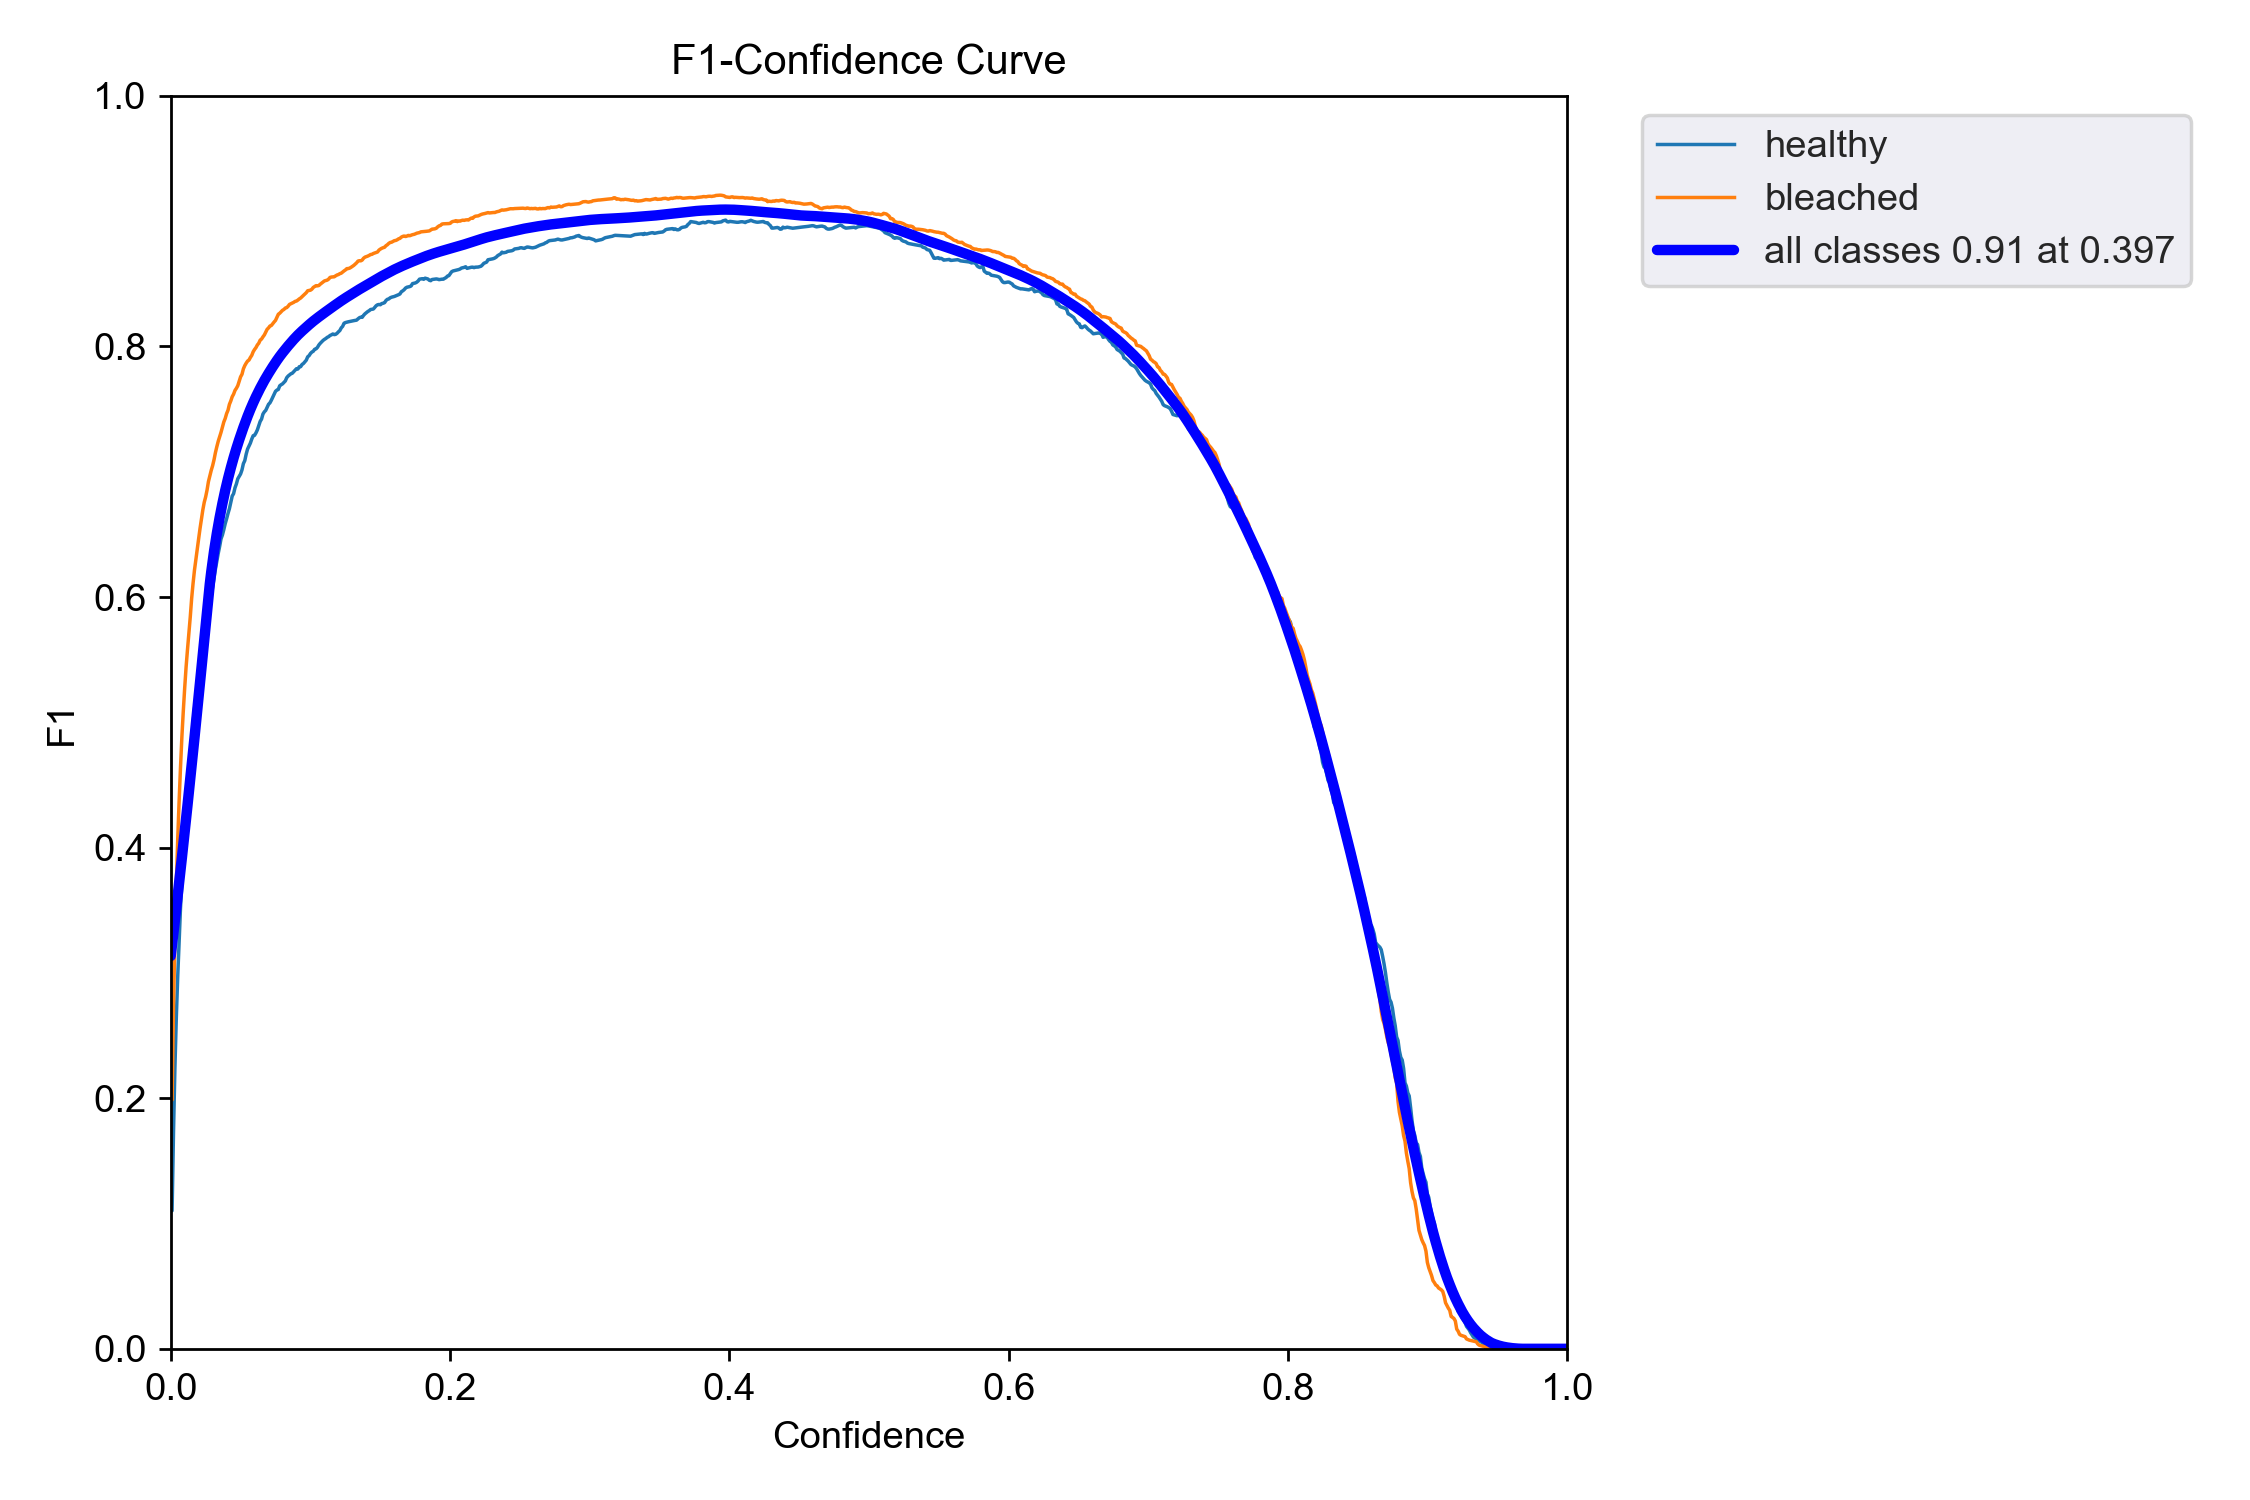 F1-Confidence Curve
healthy
bleached
all classes 0.91 at 0.397
F1
1.0
0.8
0.6
0.4
0.2
0.0
0.0 0.2 0.4 0.6 0.8 1.0
Confidence